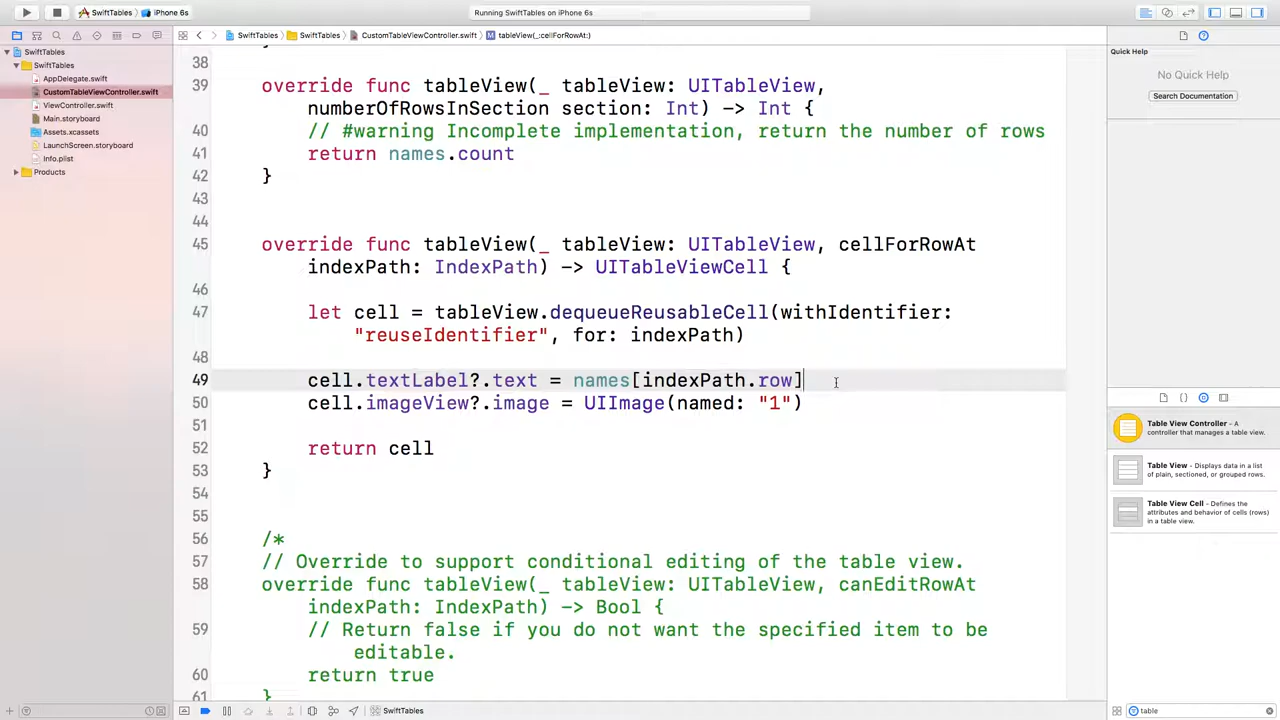 SwiftTables
iPhone 6s
Running SwiftTables on iPhone 6s
SwiftTables
SwiftTables
CustomTableViewController.swift
M
tableView(_:cellForRowAt:)
SwiftTables
SwiftTables
AppDelegate.swift
CustomTableViewController.swift
ViewController.swift
Main.storyboard
Assets.xcassets
LaunchScreen.storyboard
Info.plist
Products
38
39 override func tableView(_ tableView: UITableView,
numberOfRowsInSection section: Int) -> Int {
40 // #warning Incomplete implementation, return the number of rows
41 return names.count
42 }
43
44
45 override func tableView(_ tableView: UITableView, cellForRowAt
indexPath: IndexPath) -> UITableViewCell {
46
47 let cell = tableView.dequeueReusableCell(withIdentifier:
"reuseIdentifier", for: indexPath)
48
49 cell.textLabel?.text = names[indexPath.row]
50 cell.imageView?.image = UIImage(named: "1")
51
52 return cell
53 }
54
55
56 /*
57 // Override to support conditional editing of the table view.
58 override func tableView(_ tableView: UITableView, canEditRowAt
indexPath: IndexPath) -> Bool {
59 // Return false if you do not want the specified item to be
editable.
60 return true
61 }
SwiftTables
Quick Help
No Quick Help
Search Documentation
Table View Controller - A
controller that manages a table view.
Table View - Displays data in a list
of plain, sectioned, or grouped rows.
Table View Cell - Defines the
attributes and behavior of cells (rows)
in a table view.
table